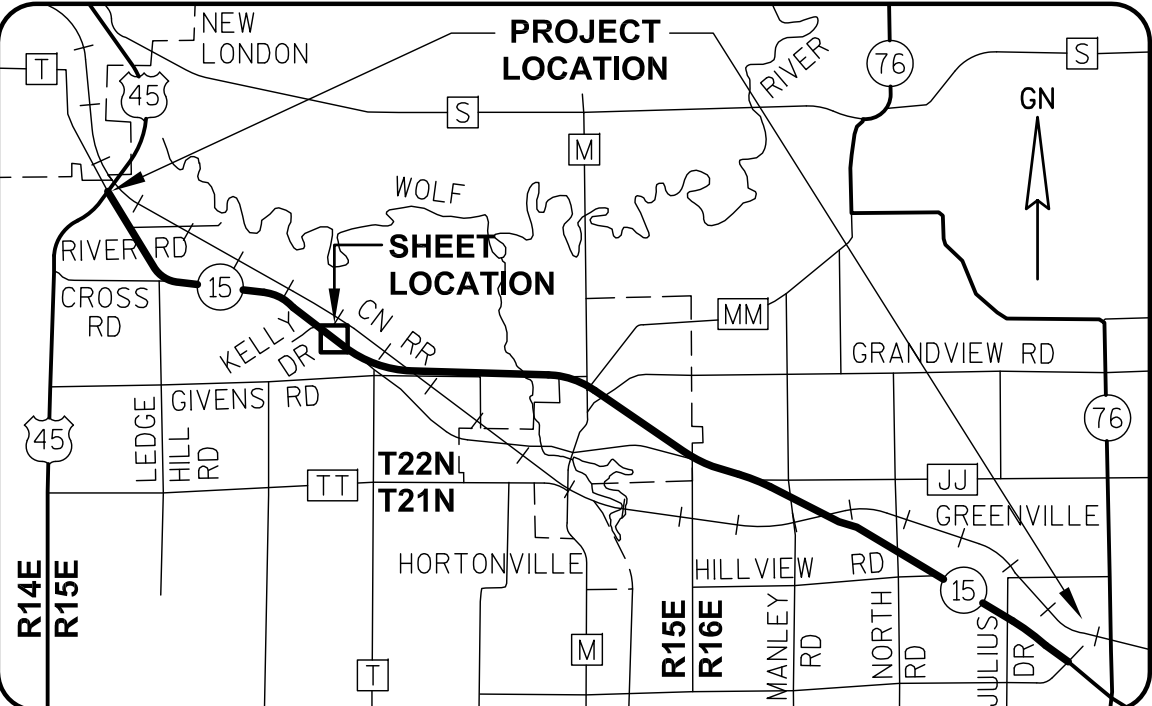 NEW
LONDON
PROJECT
LOCATION
T
45
S
76
S
RIVER
GN
M
WOLF
SHEET
LOCATION
RIVER RD
15
CROSS
RD
KELLY
DR
CN RR
MM
GRANDVIEW RD
GIVENS RD
LEDGE
HILL
RD
45
76
T22N
T21N
TT
JJ
GREENVILLE
HORTONVILLE
HILLVIEW RD
R14E
R15E
15
R15E
R16E
MANLEY
RD
NORTH
RD
JULIUS
DR
T
M